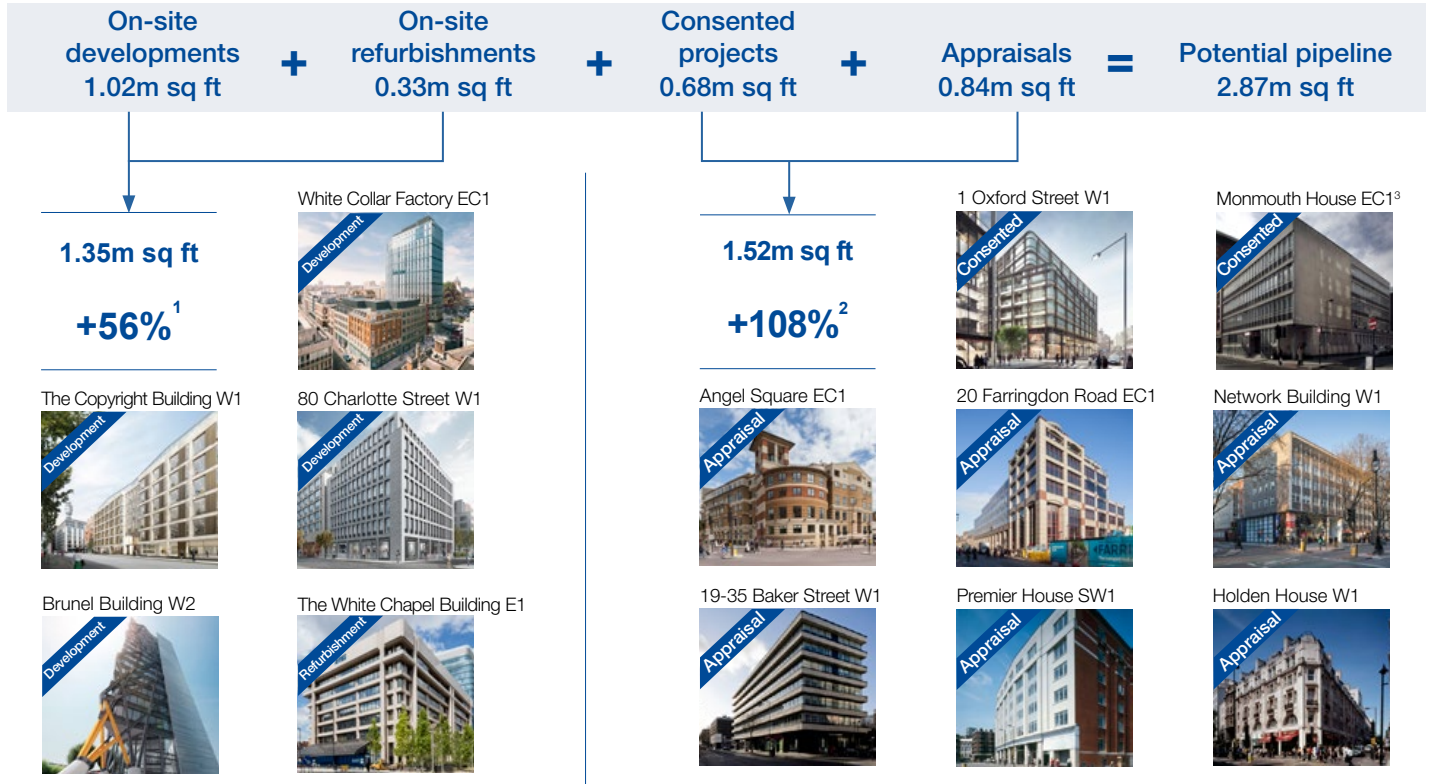 On-site
developments
1.02m sq ft
+
On-site
refurbishments
0.33m sq ft
+
Consented
projects
0.68m sq ft
+
Appraisals
0.84m sq ft
=
Potential pipeline
2.87m sq ft
1.35m sq ft
+56%¹
White Collar Factory EC1
Development
The Copyright Building W1
Development
80 Charlotte Street W1
Development
Brunel Building W2
Development
The White Chapel Building E1
Refurbishment
1.52m sq ft
+108%²
1 Oxford Street W1
Consented
Monmouth House EC1³
Consented
Angel Square EC1
Appraisal
20 Farringdon Road EC1
Appraisal
FARRI
Network Building W1
Appraisal
19-35 Baker Street W1
Appraisal
Premier House SW1
Appraisal
Holden House W1
Appraisal